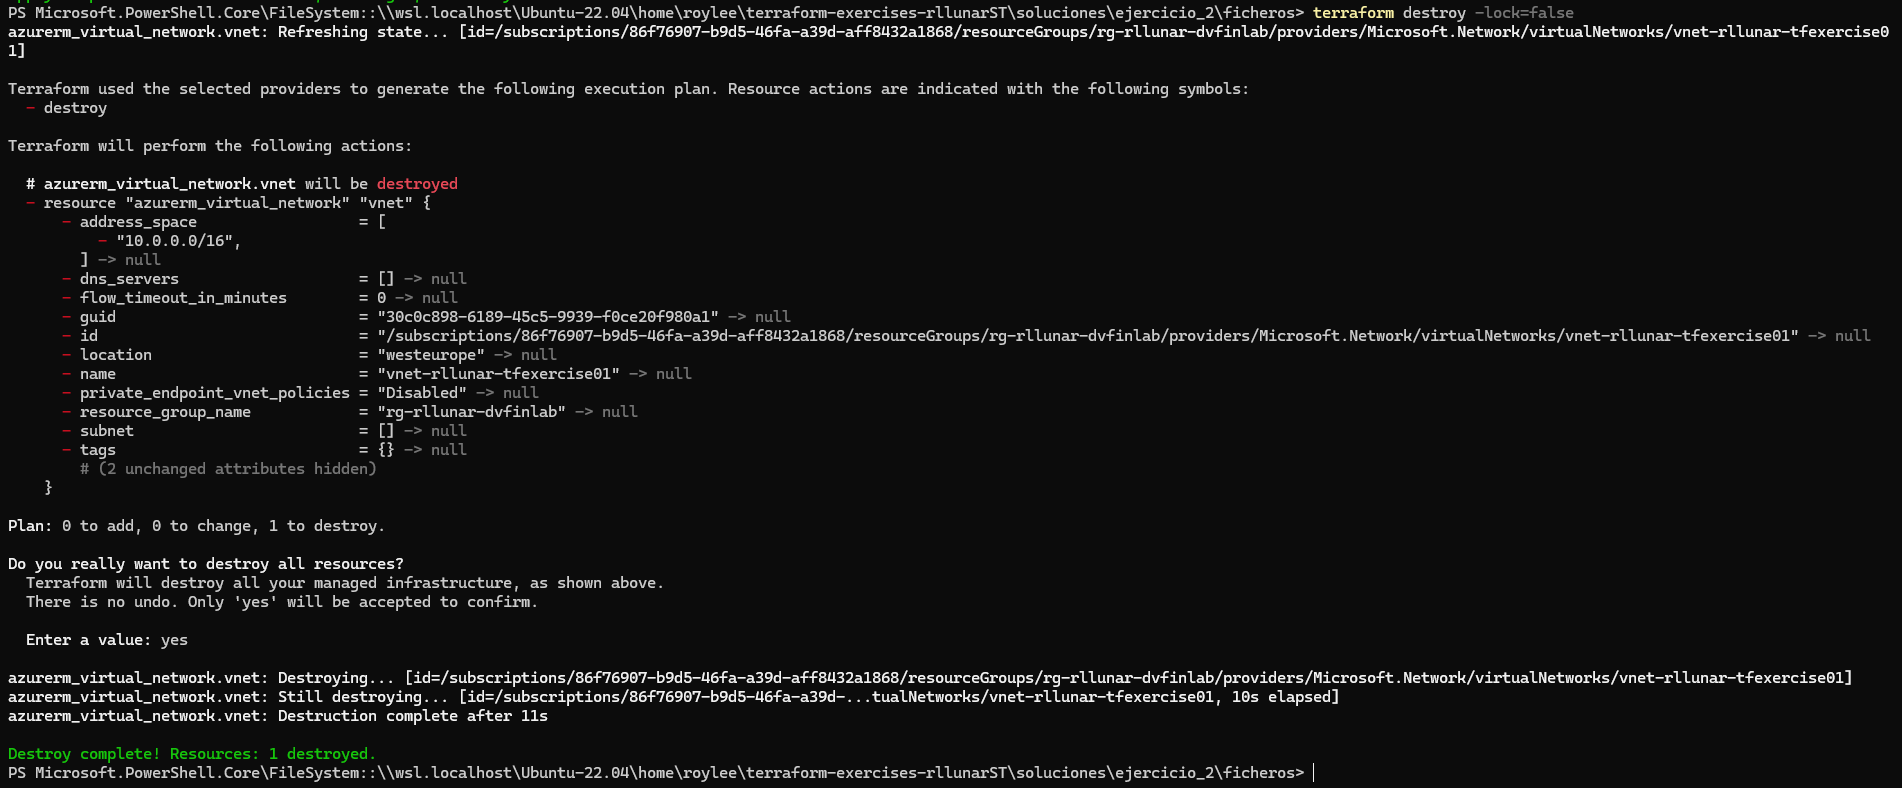 PS Microsoft.PowerShell.Core\FileSystem::\\wsl.localhost\Ubuntu-22.04\home\roylee\terraform-exercises-rllunarST\soluciones\ejercicio_2\ficheros> terraform destroy -lock=false
azurerm_virtual_network.vnet: Refreshing state... [id=/subscriptions/86f76907-b9d5-46fa-a39d-aff8432a1868/resourceGroups/rg-rllunar-dvfinlab/providers/Microsoft.Network/virtualNetworks/vnet-rllunar-tfexercise0
1]

Terraform used the selected providers to generate the following execution plan. Resource actions are indicated with the following symbols:
  - destroy

Terraform will perform the following actions:

  # azurerm_virtual_network.vnet will be destroyed
  - resource "azurerm_virtual_network" "vnet" {
      - address_space                  = [
          - "10.0.0.0/16",
        ] -> null
      - dns_servers                    = [] -> null
      - flow_timeout_in_minutes        = 0 -> null
      - guid                           = "30c0c898-6189-45c5-9939-f0ce20f980a1" -> null
      - id                             = "/subscriptions/86f76907-b9d5-46fa-a39d-aff8432a1868/resourceGroups/rg-rllunar-dvfinlab/providers/Microsoft.Network/virtualNetworks/vnet-rllunar-tfexercise01" -> null
      - location                       = "westeurope" -> null
      - name                           = "vnet-rllunar-tfexercise01" -> null
      - private_endpoint_vnet_policies = "Disabled" -> null
      - resource_group_name            = "rg-rllunar-dvfinlab" -> null
      - subnet                         = [] -> null
      - tags                           = {} -> null
        # (2 unchanged attributes hidden)
    }

Plan: 0 to add, 0 to change, 1 to destroy.

Do you really want to destroy all resources?
  Terraform will destroy all your managed infrastructure, as shown above.
  There is no undo. Only 'yes' will be accepted to confirm.

  Enter a value: yes

azurerm_virtual_network.vnet: Destroying... [id=/subscriptions/86f76907-b9d5-46fa-a39d-aff8432a1868/resourceGroups/rg-rllunar-dvfinlab/providers/Microsoft.Network/virtualNetworks/vnet-rllunar-tfexercise01]
azurerm_virtual_network.vnet: Still destroying... [id=/subscriptions/86f76907-b9d5-46fa-a39d-...tualNetworks/vnet-rllunar-tfexercise01, 10s elapsed]
azurerm_virtual_network.vnet: Destruction complete after 11s

Destroy complete! Resources: 1 destroyed.
PS Microsoft.PowerShell.Core\FileSystem::\\wsl.localhost\Ubuntu-22.04\home\roylee\terraform-exercises-rllunarST\soluciones\ejercicio_2\ficheros>